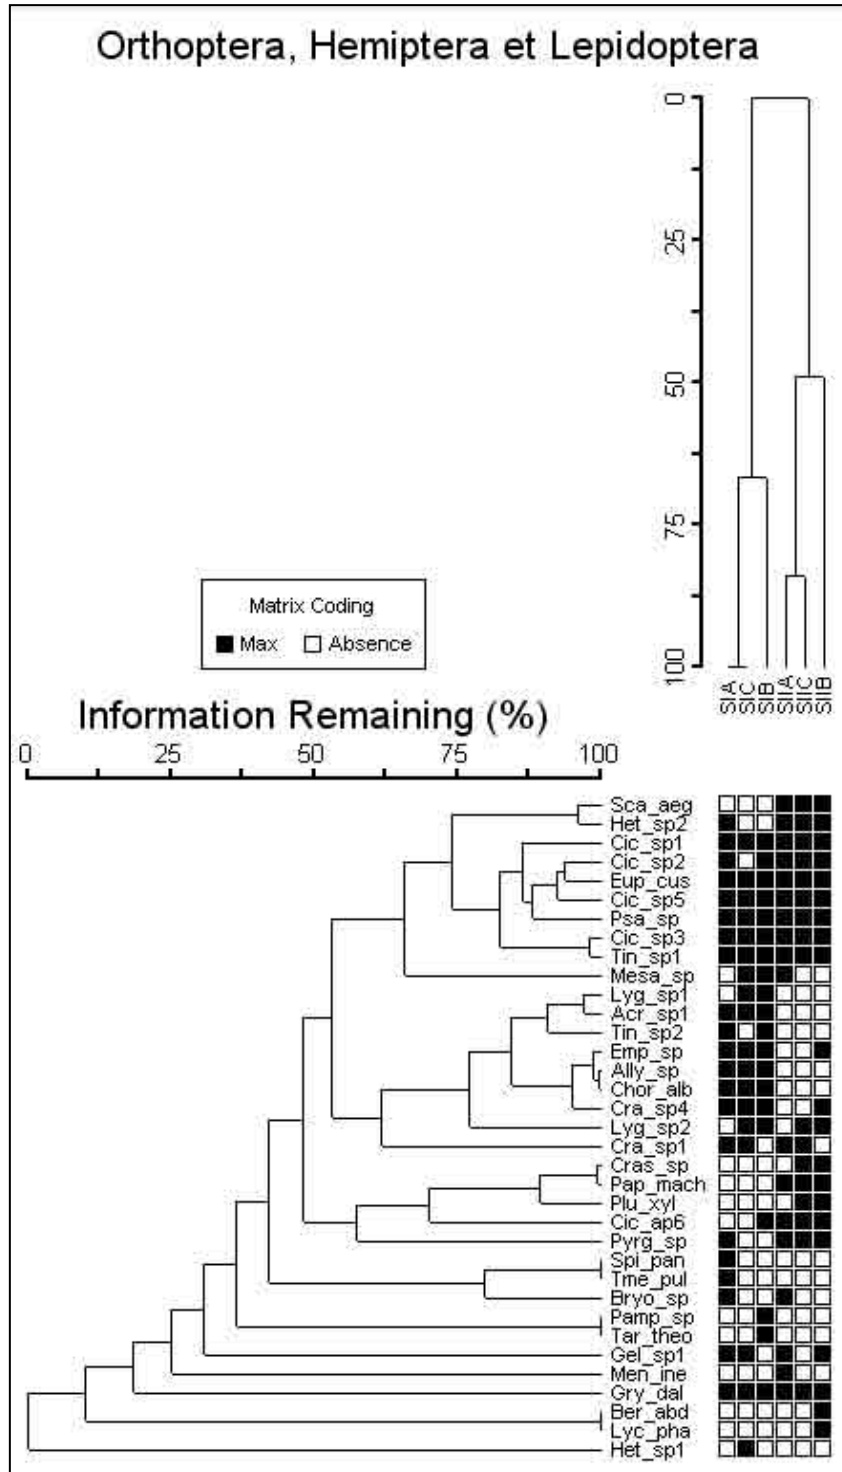 Orthoptera, Hemiptera et Lepidoptera
0
25
50
75
100
SIA
SIC
SIB
SIIA
SIIC
SIIB
Matrix Coding
Max Absence
Information Remaining (%)
0 25 50 75 100
Sca_aeg
Het_sp2
Cic_sp1
Cic_sp2
Eup_cus
Cic_sp5
Psa_sp
Cic_sp3
Tin_sp1
Mesa_sp
Lyg_sp1
Acr_sp1
Tin_sp2
Emp_sp
Ally_sp
Chor_alb
Cra_sp4
Lyg_sp2
Cra_sp1
Cras_sp
Pap_mach
Plu_xyl
Cic_ap6
Pyrg_sp
Spi_pan
Tme_pul
Bryo_sp
Pamp_sp
Tar_theo
Gel_sp1
Men_ine
Gry_dal
Ber_abd
Lyc_pha
Het_sp1